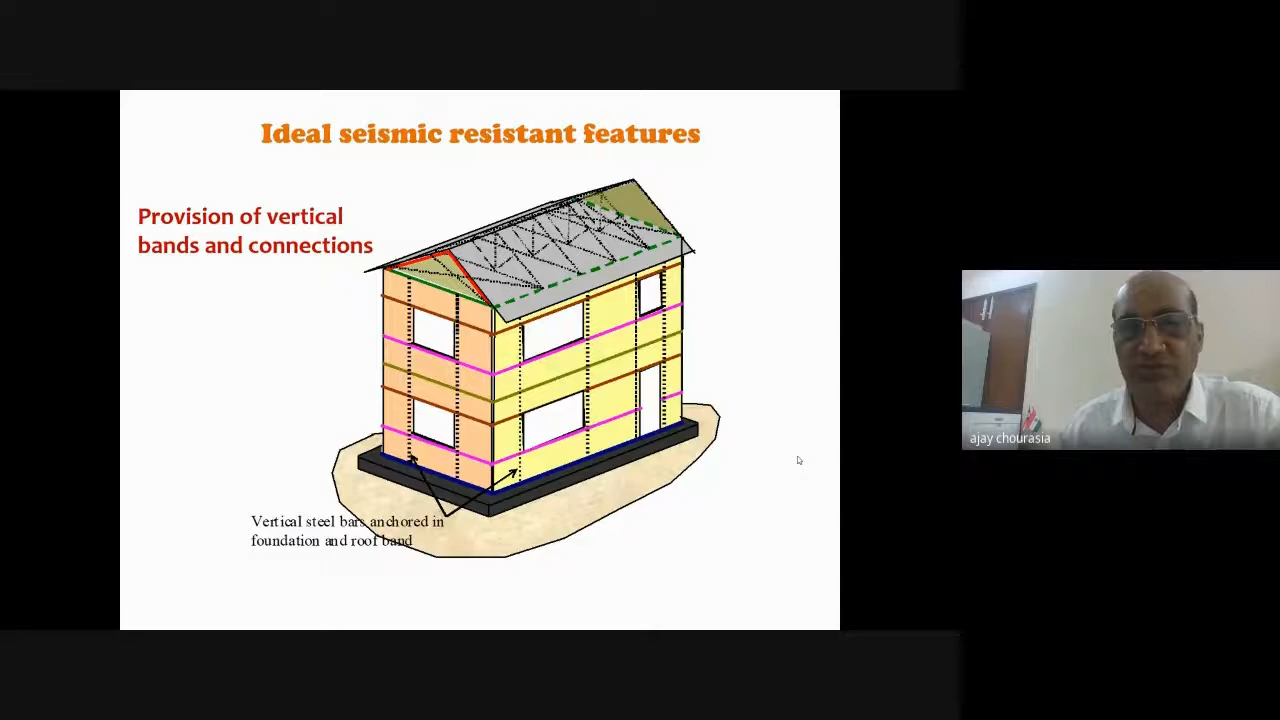 Ideal seismic resistant features
Provision of vertical
bands and connections
Vertical steel bars anchored in
foundation and roof band
ajay chourasia